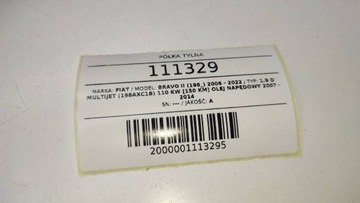 PÓŁKA TYLNA
111329
MARKA: FIAT / MODEL: BRAVO II (198_) 2006 - 2022 / TYP: 1.9 D
MULTIJET (198AXC1B) 110 KW [150 KM] OLEJ NAPĘDOWY 2007 -
2014
SN: --- / JAKOŚĆ: A
2000001113295